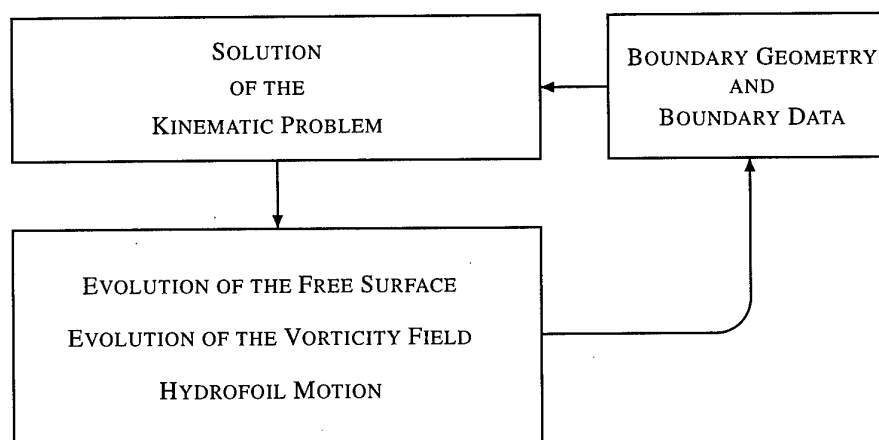 SOLUTION
OF THE
KINEMATIC PROBLEM
BOUNDARY GEOMETRY
AND
BOUNDARY DATA
EVOLUTION OF THE FREE SURFACE
EVOLUTION OF THE VORTICITY FIELD
HYDROFOIL MOTION